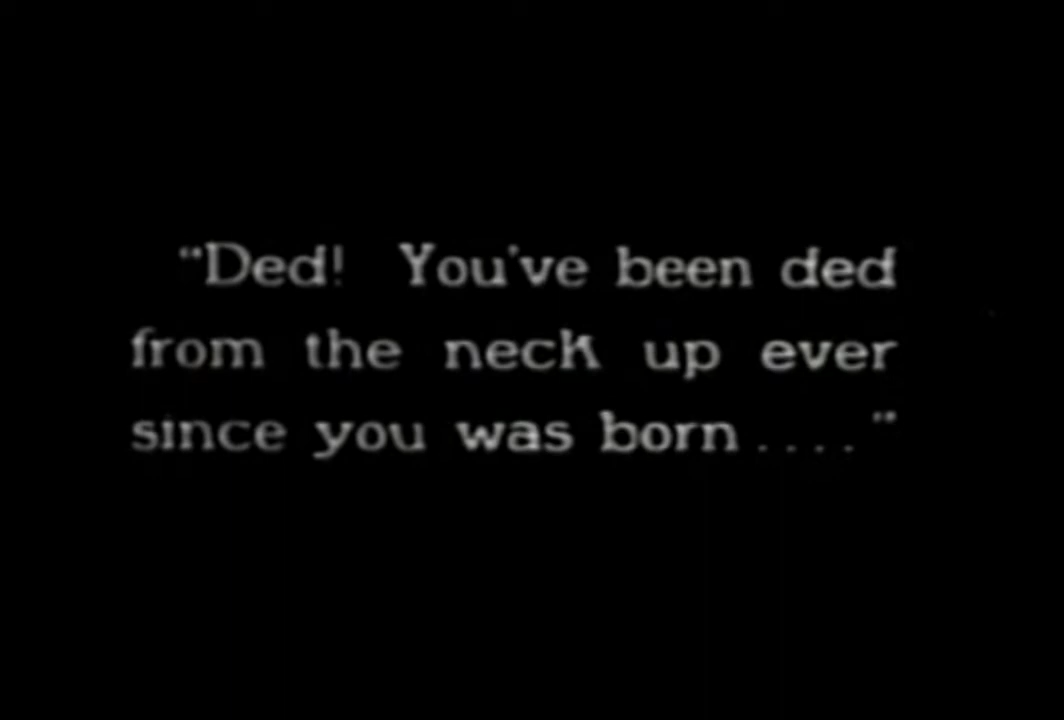 “Ded! You've been ded
from the neck up ever
since you was born....”